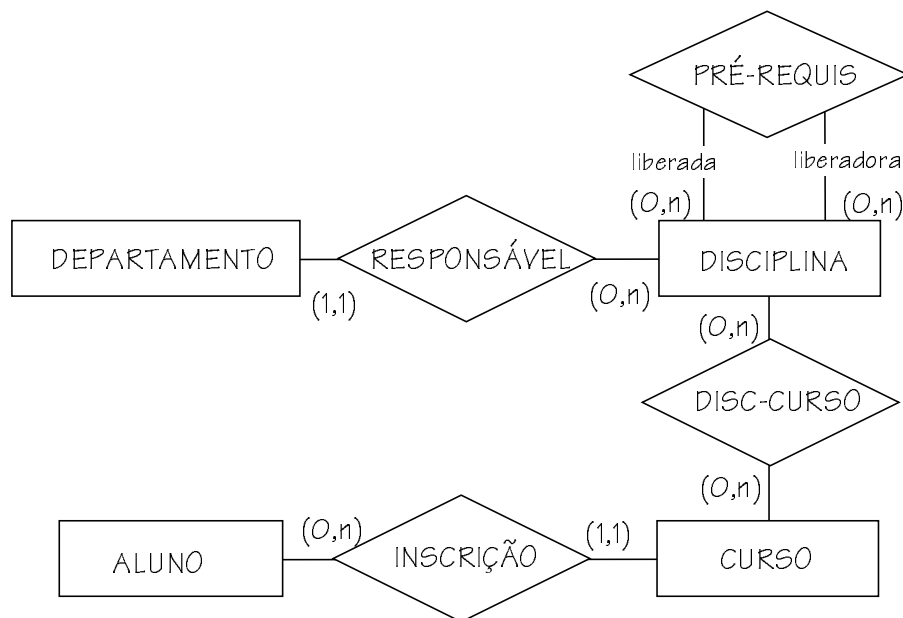 PRÉ-REQUIS
liberada
liberadora
(0,n)
(0,n)
DEPARTAMENTO
RESPONSÁVEL
DISCIPLINA
(1,1)
(0,n)
(0,n)
DISC-CURSO
(0,n)
(0,n)
(1,1)
ALUNO
INSCRIÇÃO
CURSO